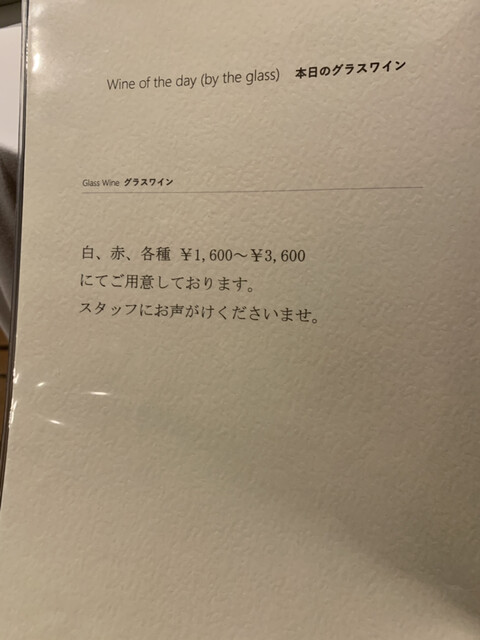 Wine of the day (by the glass) 本日のグラスワイン
Glass Wine グラスワイン
白、赤、各種 ¥1,600～¥3,600
にてご用意しております。
スタッフにお声がけくださいませ。